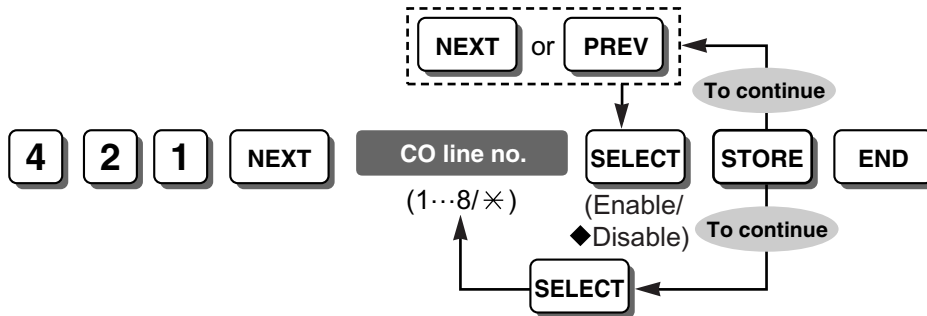 NEXT or PREV
To continue
4 2 1 NEXT CO line no. SELECT STORE END
(1···8/✳)
(Enable/
◆Disable)
To continue
SELECT